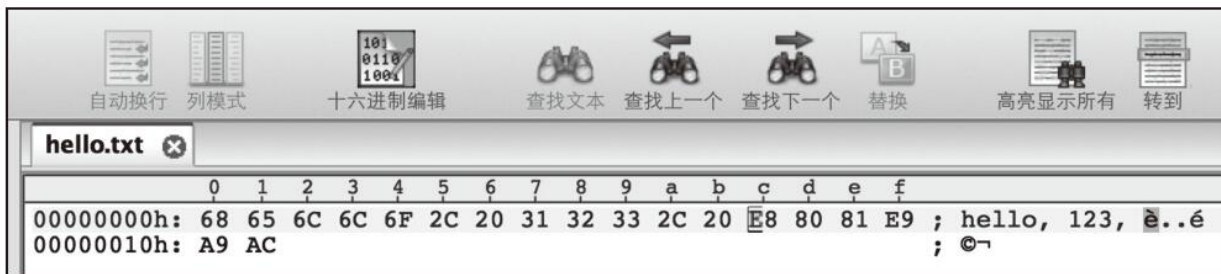 自动换行 列模式 十六进制编辑 查找文本 查找上一个 查找下一个 替换 高亮显示所有 转到
hello.txt
0 1 2 3 4 5 6 7 8 9 a b c d e f
00000000h: 68 65 6C 6C 6F 2C 20 31 32 33 2C 20 E8 80 81 E9 ; hello, 123, è..é
00000010h: A9 AC ; ©¬